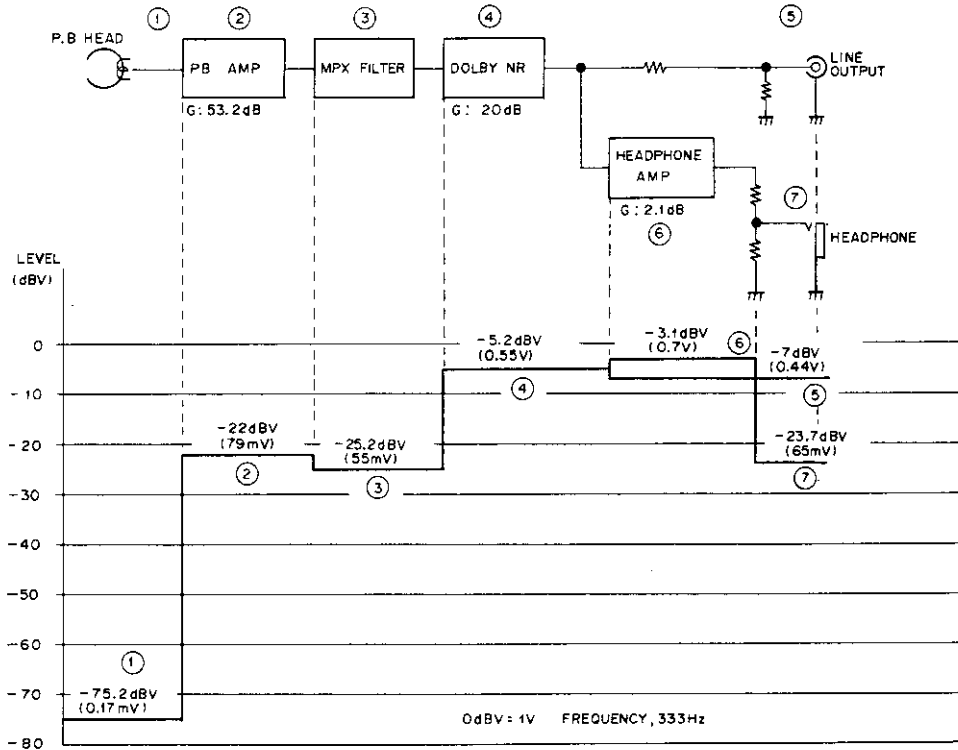 ① ② ③ ④ ⑤
P.B HEAD
PB AMP
MPX FILTER
DOLBY NR
LINE
OUTPUT
G: 53.2dB
G: 20dB
HEADPHONE
AMP
G: 2.1dB
⑥
⑦
HEADPHONE
LEVEL
(dBV)
0
-10
-20
-30
-40
-50
-60
-70
-80
-5.2dBV
(0.55V)
④
-3.1dBV
(0.7V)
⑥
-7dBV
(0.44V)
⑤
-22dBV
(79mV)
②
-25.2dBV
(55mV)
③
-23.7dBV
(65mV)
⑦
①
-75.2dBV
(0.17mV)
0dBV = 1V FREQUENCY, 333Hz